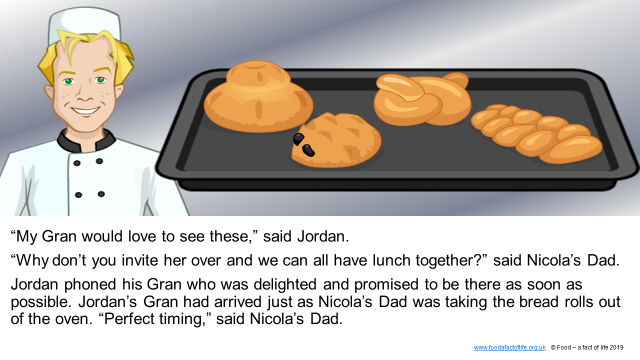 “My Gran would love to see these,” said Jordan.
“Why don’t you invite her over and we can all have lunch together?” said Nicola’s Dad.
Jordan phoned his Gran who was delighted and promised to be there as soon as
possible. Jordan’s Gran had arrived just as Nicola’s Dad was taking the bread rolls out
of the oven. “Perfect timing,” said Nicola’s Dad.
www.foodafactoflife.org.uk © Food – a fact of life 2019